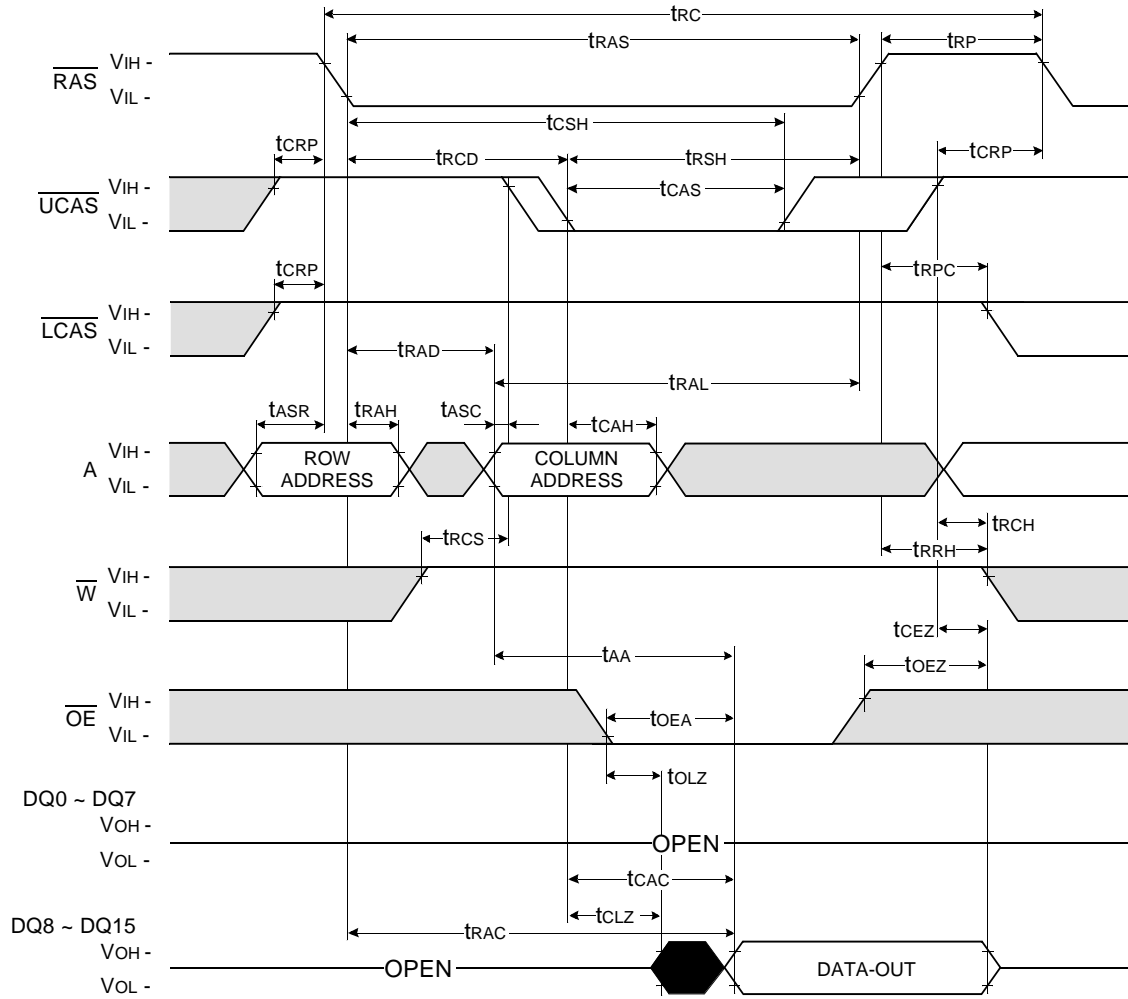 tRC
tRAS
tRP
RAS
VIH -
VIL -
tCSH
tCRP
tRCD
tRSH
tCRP
UCAS
VIH -
VIL -
tCAS
tCRP
tRPC
LCAS
VIH -
VIL -
tRAD
tRAL
tASR
tRAH
tASC
tCAH
A
VIH -
VIL -
ROW
ADDRESS
COLUMN
ADDRESS
tRCS
tRCH
tRRH
W
VIH -
VIL -
tCEZ
tAA
tOEZ
OE
VIH -
VIL -
tOEA
tOLZ
DQ0 ~ DQ7
VOH -
VOL -
OPEN
tCAC
tCLZ
DQ8 ~ DQ15
tRAC
VOH -
VOL -
OPEN
DATA-OUT